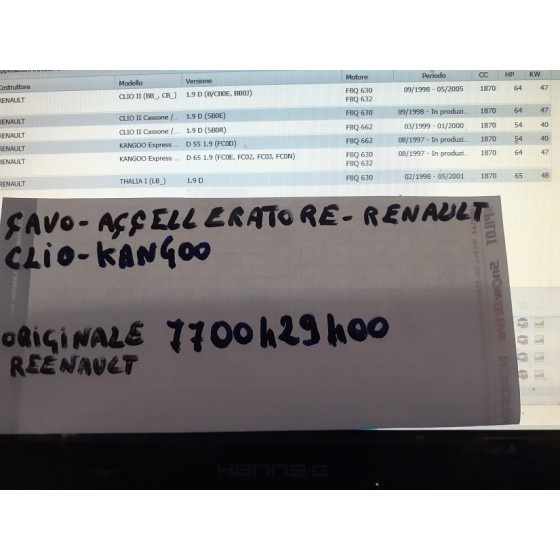 Costruttore Modello Versione Motore Periodo CC HP KW
RENAULT CLIO II (BB_, CB_) 1.9 D (B/CB0E, BB0J) F8Q 630 09/1998 - 05/2005 1870 64 47
F8Q 632
RENAULT CLIO II Cassone /... 1.9 D (SB0E) F8Q 630 09/1998 - In produzi... 1870 64 47
RENAULT CLIO II Cassone /... 1.9 D (SB0R) F8Q 662 03/1999 - 01/2000 1870 54 40
RENAULT KANGOO Express ... D 55 1.9 (FC0D) F8Q 662 08/1997 - In produzi... 1870 54 40
RENAULT KANGOO Express ... D 65 1.9 (FC0E, FC02, FC0J, FC0N) F8Q 630 08/1997 - In produzi... 1870 64 47
F8Q 632
RENAULT THALIA I (LB_) 1.9 D F8Q 630 02/1998 - 05/2001 1870 65 48
CAVO-ACCELLERATORE-RENAULT
CLIO-KANGOO
ORIGINALE 7700429400
REENAULT
HANNS G